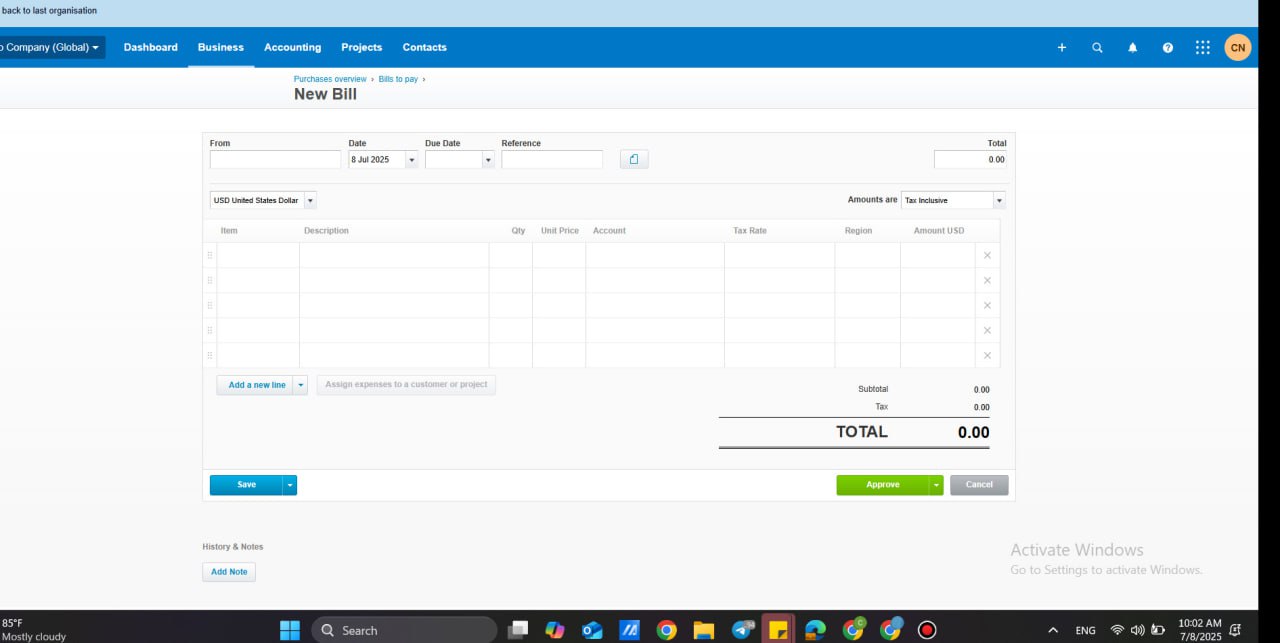 back to last organisation
o Company (Global) Dashboard Business Accounting Projects Contacts CN
Purchases overview › Bills to pay ›
New Bill
From Date Due Date Reference Total
8 Jul 2025 0.00
USD United States Dollar Amounts are Tax Inclusive
Item Description Qty Unit Price Account Tax Rate Region Amount USD
Add a new line Assign expenses to a customer or project
Subtotal 0.00
Tax 0.00
TOTAL 0.00
Save Approve Cancel
History & Notes
Add Note
Activate Windows
Go to Settings to activate Windows.
85°F
Mostly cloudy
Search
ENG
10:02 AM
7/8/2025